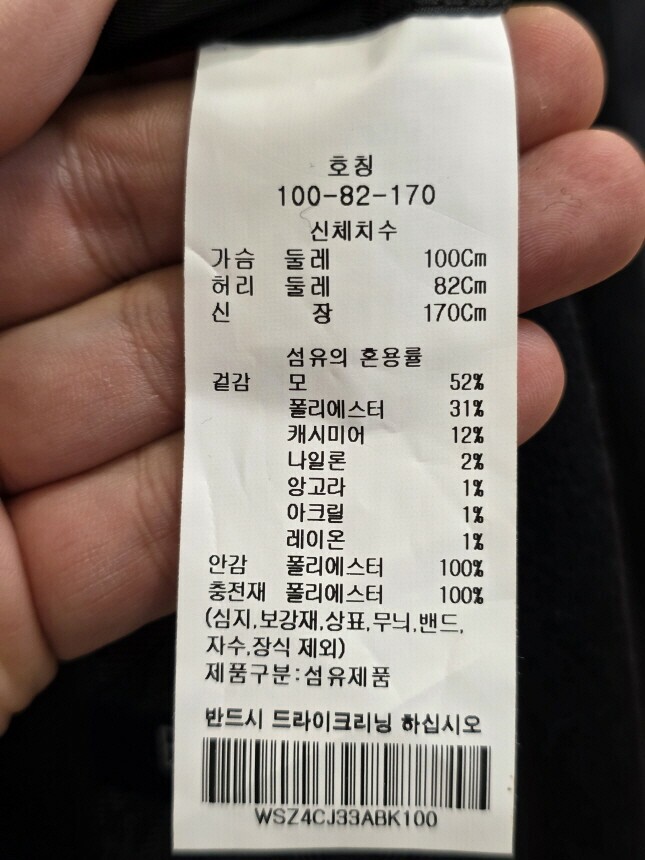 호칭
100-82-170
신체치수
가슴 둘레 100Cm
허리 둘레 82Cm
신 장 170Cm
섬유의 혼용률
겉감 모 52%
폴리에스터 31%
캐시미어 12%
나일론 2%
앙고라 1%
아크릴 1%
레이온 1%
안감 폴리에스터 100%
충전재 폴리에스터 100%
(심지,보강재,상표,무늬,밴드,
자수,장식 제외)
제품구분:섬유제품
반드시 드라이크리닝 하십시오
WSZ4CJ33ABK100